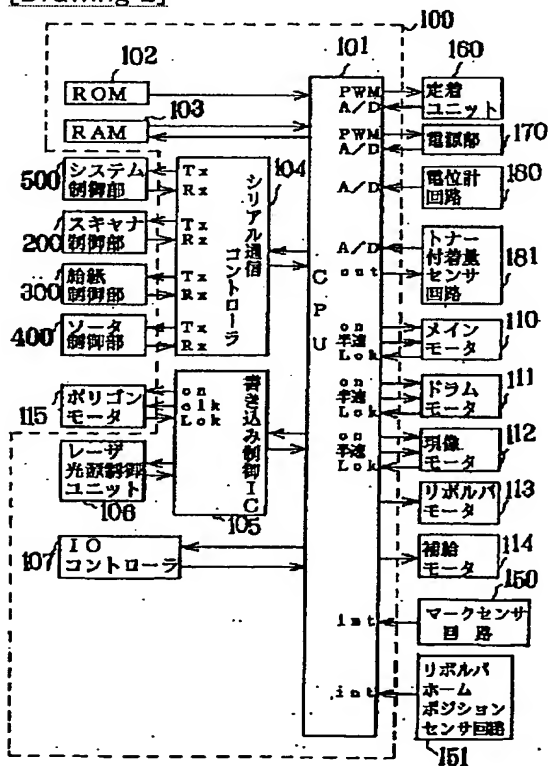 [Drawing 2]
100
102
ROM
103
RAM
101
CPU
104
シリアル通信
コントローラ
Tx
Rx
Tx
Rx
Tx
Rx
Tx
Rx
500
システム
制御部
200
スキャナ
制御部
300
給紙
制御部
400
ソータ
制御部
115
ポリゴン
モータ
on
clk
Lok
書き込み制御IC
105
レーザ
光源制御
ユニット
106
107
IO
コントローラ
PWM
A/D
160
定着
ユニット
PWM
A/D
電源部
170
A/D
電位計
回路
180
A/D
out
トナー
付着量
センサ
回路
181
on
半速
Lok
メイン
モータ
110
on
半速
Lok
ドラム
モータ
111
on
半速
Lok
現像
モータ
112
リボルバ
モータ
113
補給
モータ
114
150
int
マークセンサ
回路
int
リボルバ
ホーム
ポジション
センサ回路
151